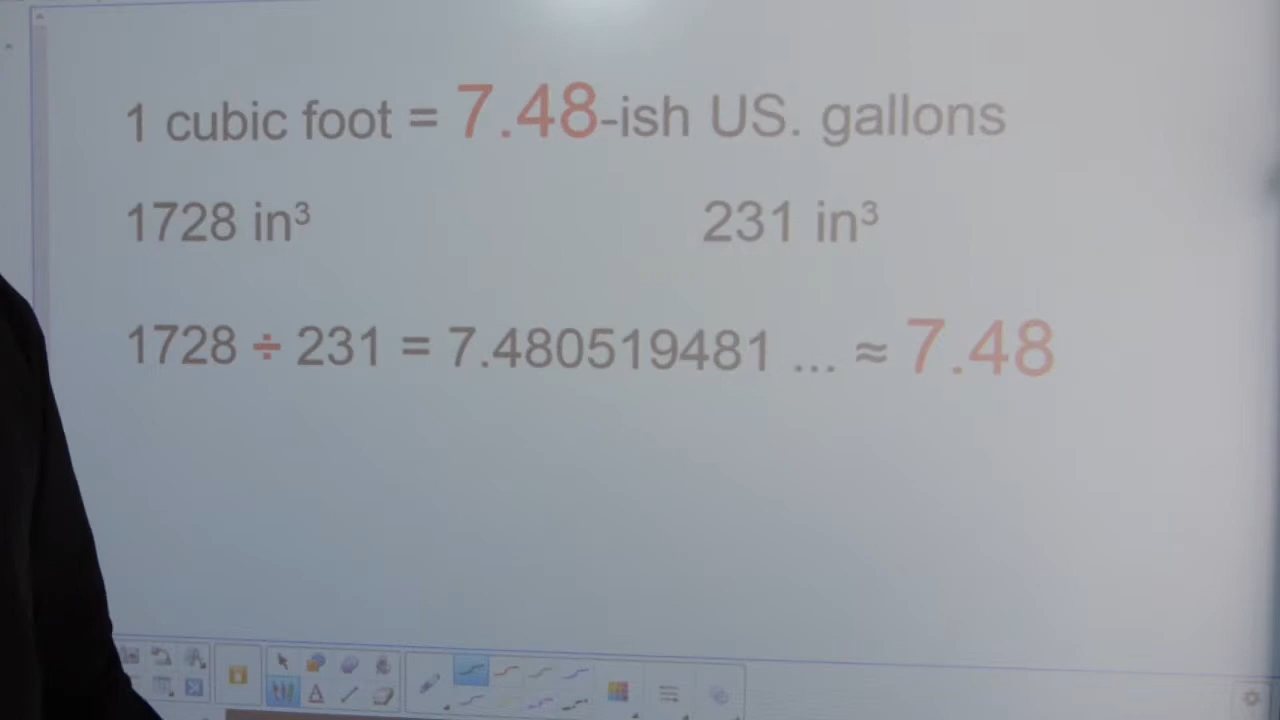 1 cubic foot = 7.48-ish US. gallons
1728 in³ 231 in³
1728 ÷ 231 = 7.480519481 ... ≈ 7.48